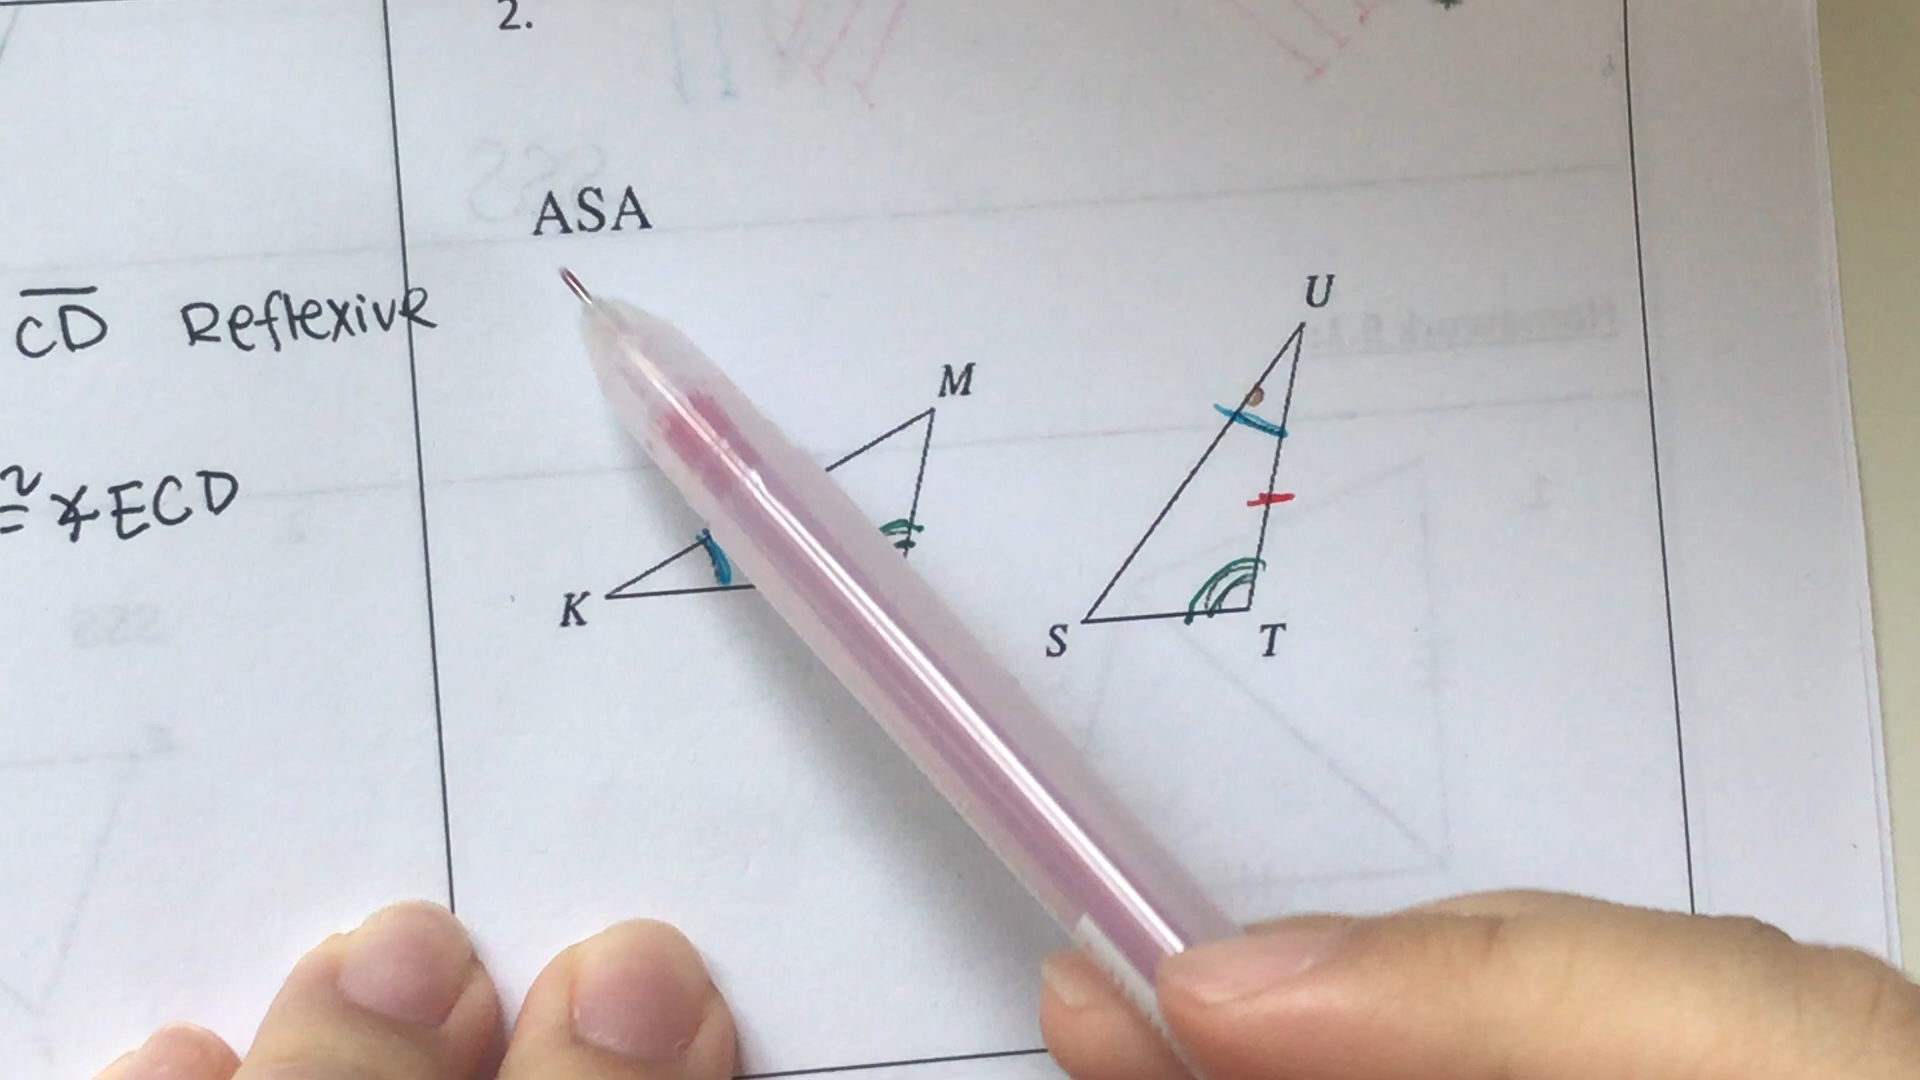 2.
ASA
CD Reflexive
≅ ∡ECD
M
K
U
S
T